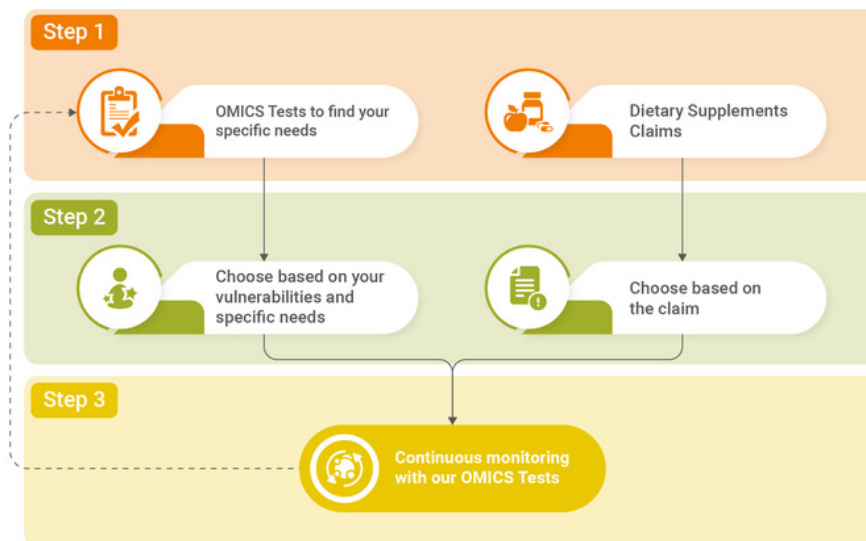 Step 1
OMICS Tests to find your
specific needs
Dietary Supplements
Claims
Step 2
Choose based on your
vulnerabilities and
specific needs
Choose based on
the claim
Step 3
Continuous monitoring
with our OMICS Tests